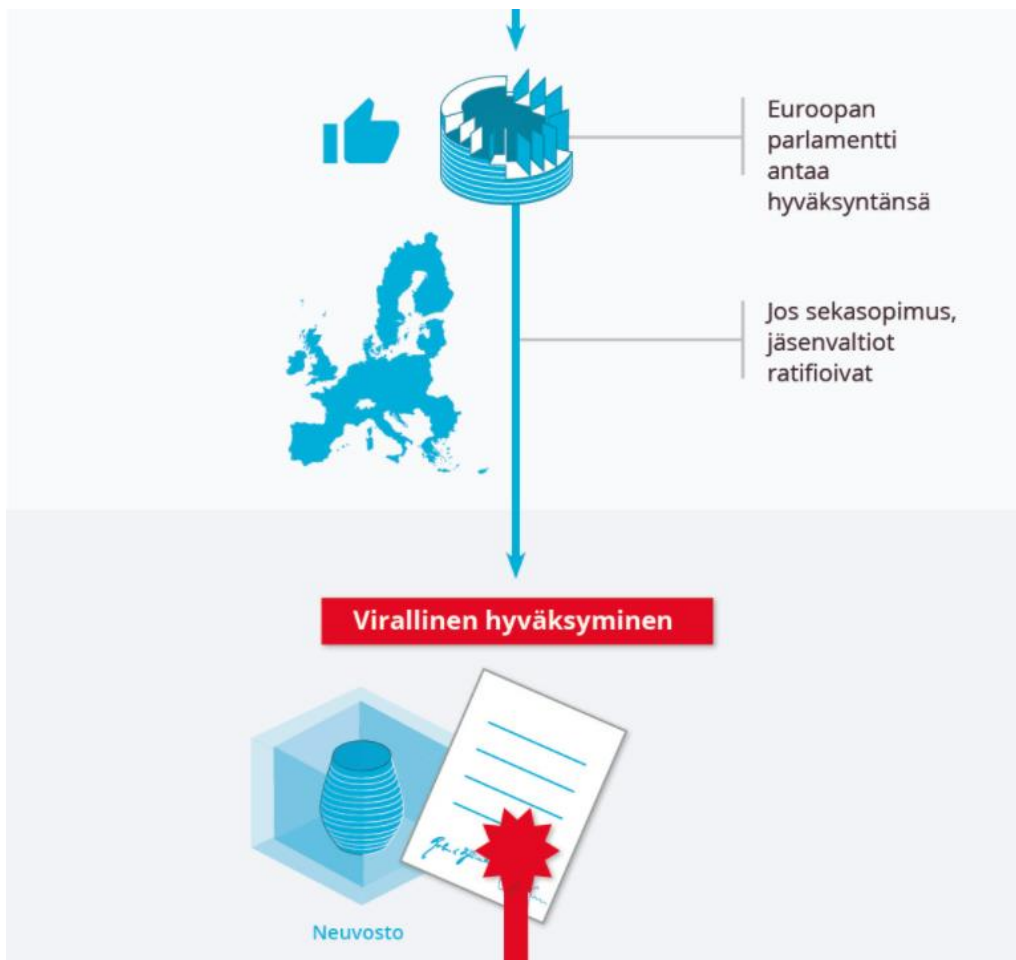 Euroopan
parlamentti
antaa
hyväksyntänsä
Jos sekasopimus,
jäsenvaltiot
ratifioivat
Virallinen hyväksyminen
Neuvosto